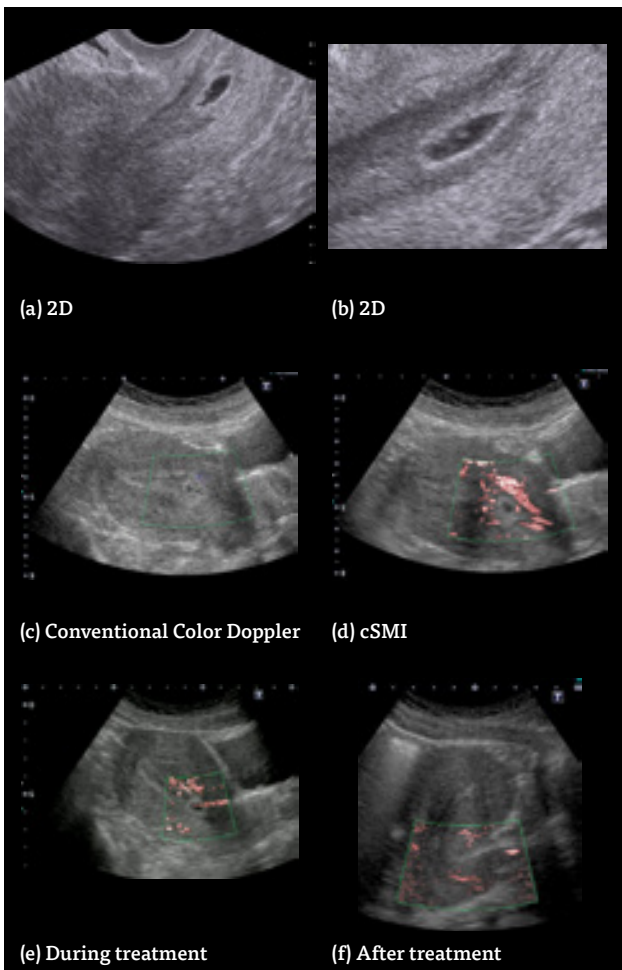 (a) 2D
(b) 2D
(c) Conventional Color Doppler
(d) cSMI
(e) During treatment
(f) After treatment